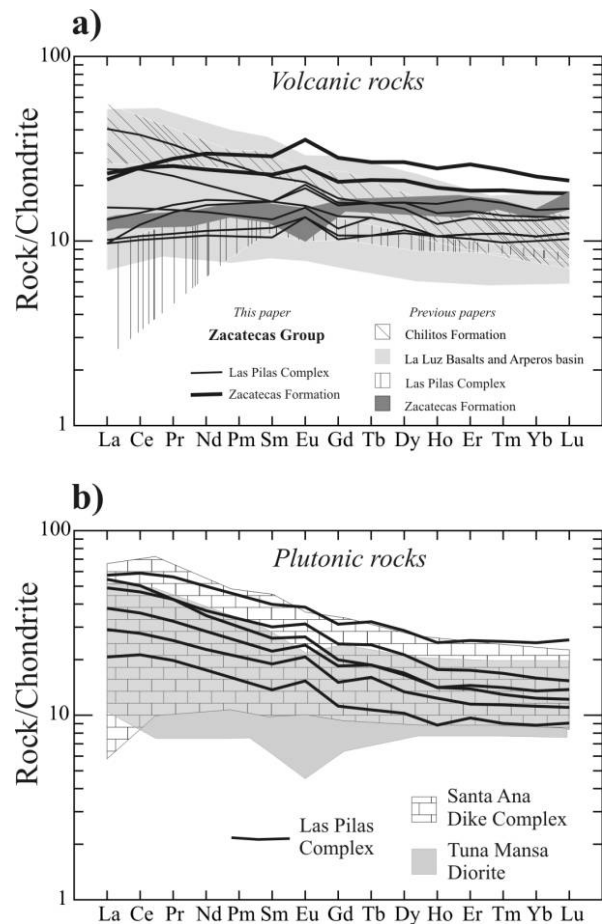 a)
100
Volcanic rocks
Rock/Chondrite
10
This paper
Previous papers
Zacatecas Group
Chilitos Formation
La Luz Basalts and Arperos basin
Las Pilas Complex
Las Pilas Complex
Zacatecas Formation
Zacatecas Formation
1
La Ce Pr Nd Pm Sm Eu Gd Tb Dy Ho Er Tm Yb Lu
b)
100
Plutonic rocks
Rock/Chondrite
10
Las Pilas
Complex
Santa Ana
Dike Complex
Tuna Mansa
Diorite
1
La Ce Pr Nd Pm Sm Eu Gd Tb Dy Ho Er Tm Yb Lu